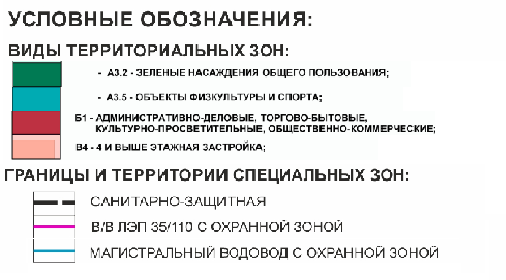 УСЛОВНЫЕ ОБОЗНАЧЕНИЯ:
ВИДЫ ТЕРРИТОРИАЛЬНЫХ ЗОН:
- А3.2 - ЗЕЛЕНЫЕ НАСАЖДЕНИЯ ОБЩЕГО ПОЛЬЗОВАНИЯ;
- А3.5 - ОБЪЕКТЫ ФИЗКУЛЬТУРЫ И СПОРТА;
Б1 - АДМИНИСТРАТИВНО-ДЕЛОВЫЕ, ТОРГОВО-БЫТОВЫЕ,
КУЛЬТУРНО-ПРОСВЕТИТЕЛЬНЫЕ, ОБЩЕСТВЕННО-КОММЕРЧЕСКИЕ;
В4 - 4 И ВЫШЕ ЭТАЖНАЯ ЗАСТРОЙКА;
ГРАНИЦЫ И ТЕРРИТОРИИ СПЕЦИАЛЬНЫХ ЗОН:
САНИТАРНО-ЗАЩИТНАЯ
В/В ЛЭП 35/110 С ОХРАННОЙ ЗОНОЙ
МАГИСТРАЛЬНЫЙ ВОДОВОД С ОХРАННОЙ ЗОНОЙ